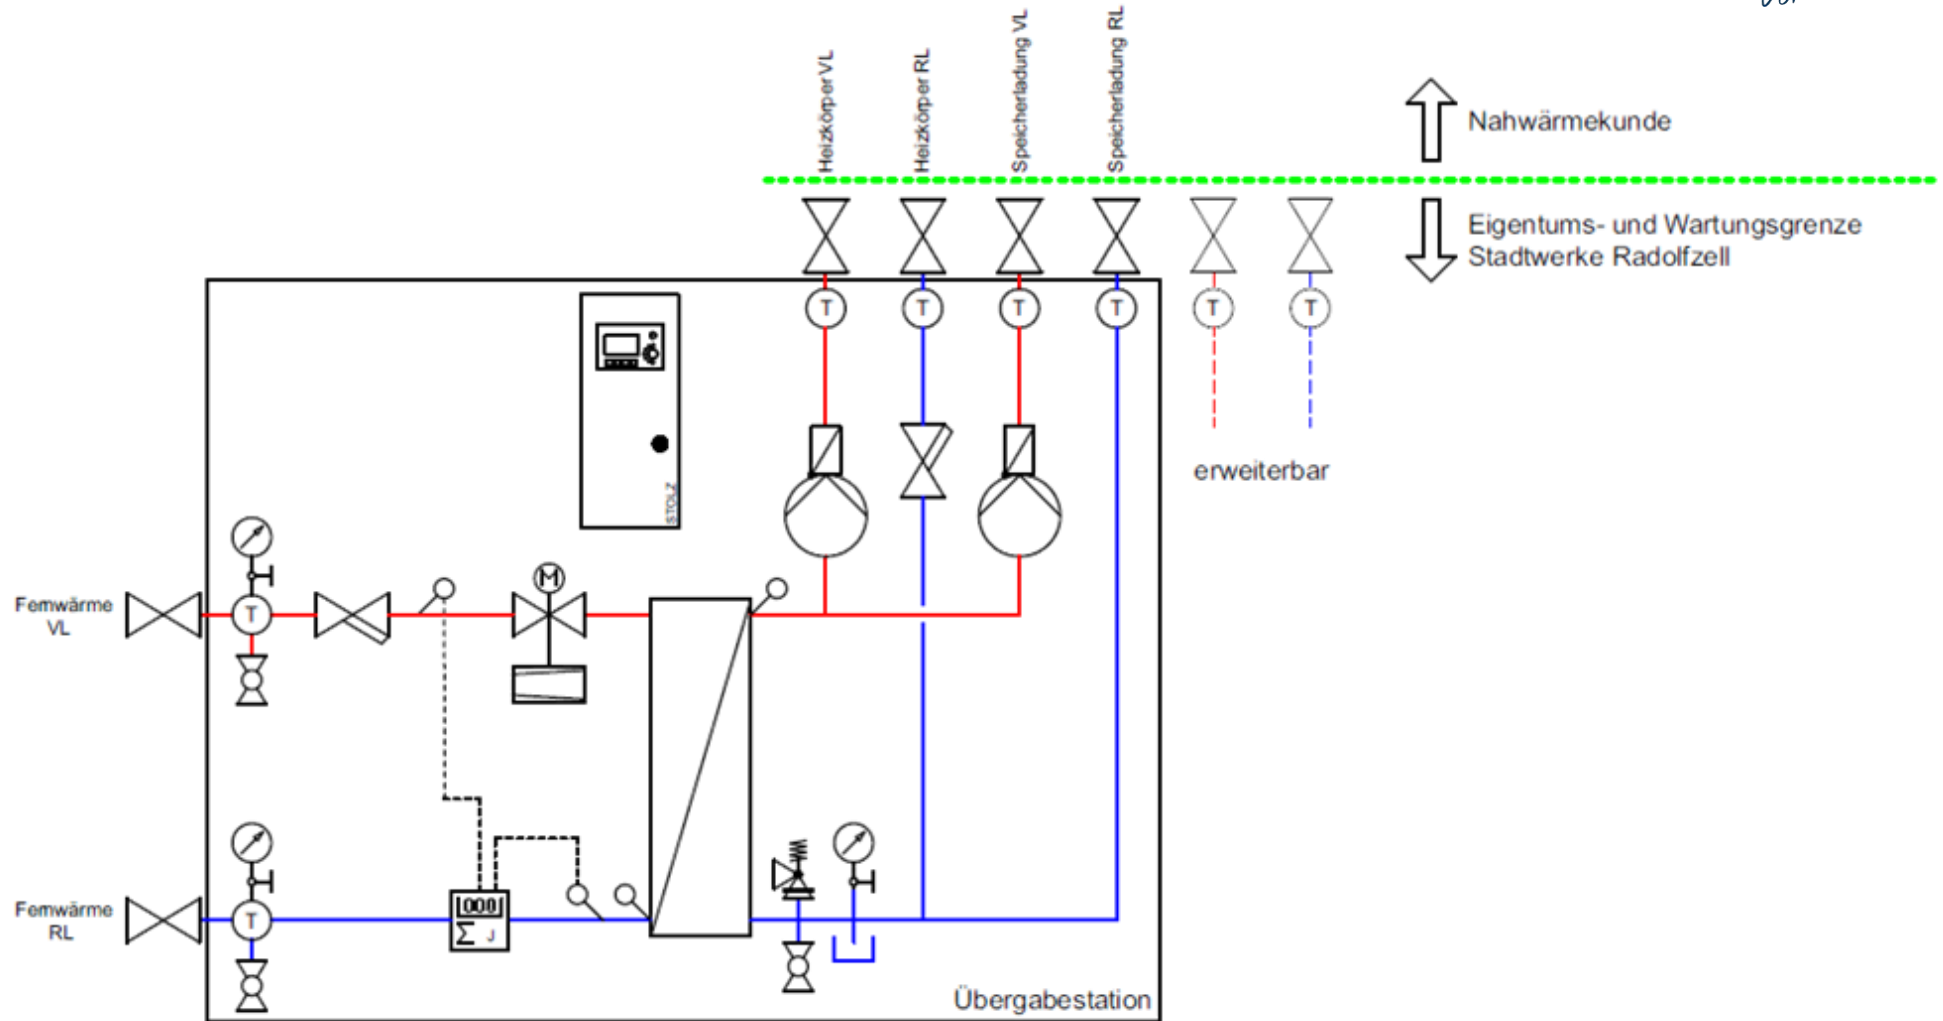 Heizkörper VL
Heizkörper RL
Speicherladung VL
Speicherladung RL
Nahwärmekunde
Eigentums- und Wartungsgrenze
Stadtwerke Radolfzell
T
T
T
T
T
T
STOLZ
erweiterbar
M
Fernwärme
VL
T
Fernwärme
RL
T
000
Σ J
Übergabestation